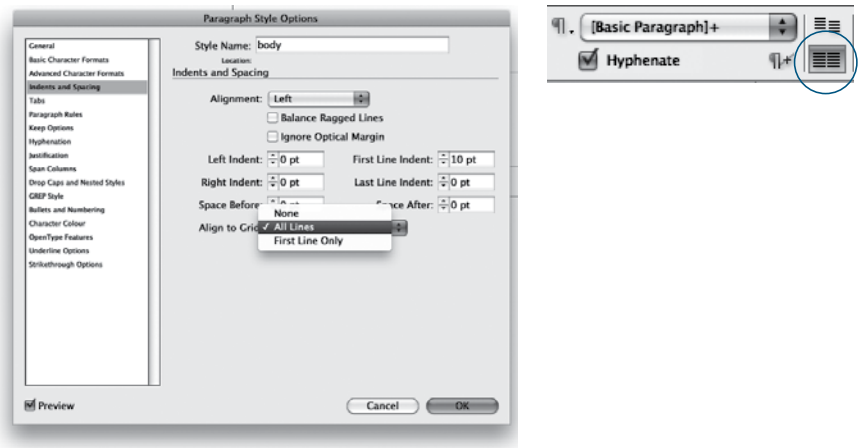 Paragraph Style Options
General
Basic Character Formats
Advanced Character Formats
Indents and Spacing
Tabs
Paragraph Rules
Keep Options
Hyphenation
Justification
Span Columns
Drop Caps and Nested Styles
GREP Style
Bullets and Numbering
Character Colour
OpenType Features
Underline Options
Strikethrough Options
Style Name: body
Location:
Indents and Spacing
Alignment: Left
Balance Ragged Lines
Ignore Optical Margin
Left Indent: 0 pt First Line Indent: 10 pt
Right Indent: 0 pt Last Line Indent: 0 pt
Space Before: 0 pt Space After: 0 pt
None
Align to Grid ✓ All Lines
First Line Only
Preview
Cancel OK
¶. [Basic Paragraph]+
Hyphenate ¶+